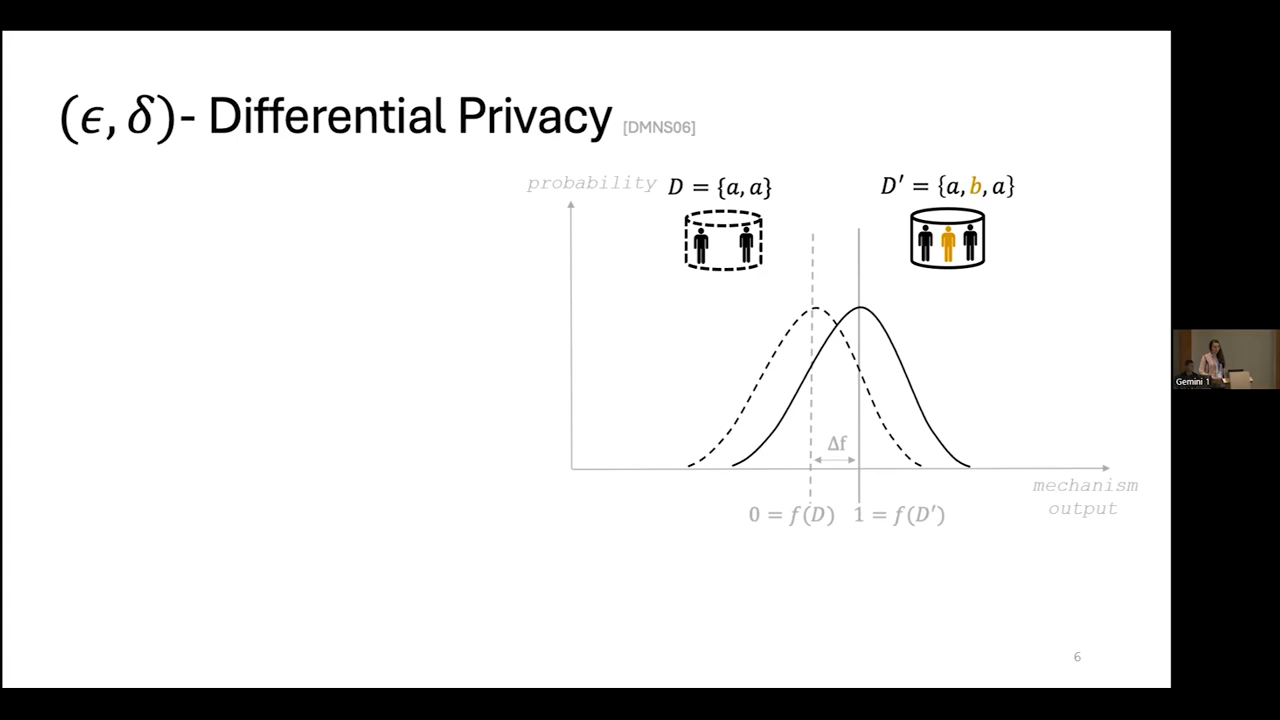 (ϵ, δ)- Differential Privacy [DMNS06]
probability D = {a, a} D′ = {a, b, a}
Δf
mechanism
output
0 = f(D) 1 = f(D′)
Gemini 1
6